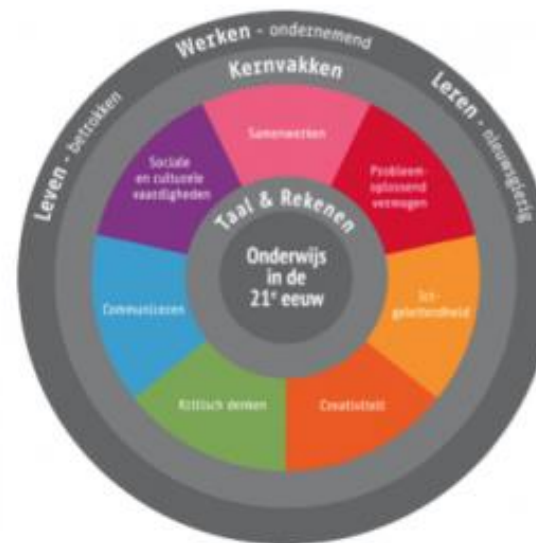 Werken - ondernemend
Leven - betrokken
Leren - nieuwsgierig
Kernvakken
Samenwerken
Sociale
en culturele
vaardigheden
Probleem-
oplossend
vermogen
Taal & Rekenen
Onderwijs
in de
21e eeuw
Communiceren
Ict-
geletterdheid
Kritisch denken
Creativiteit